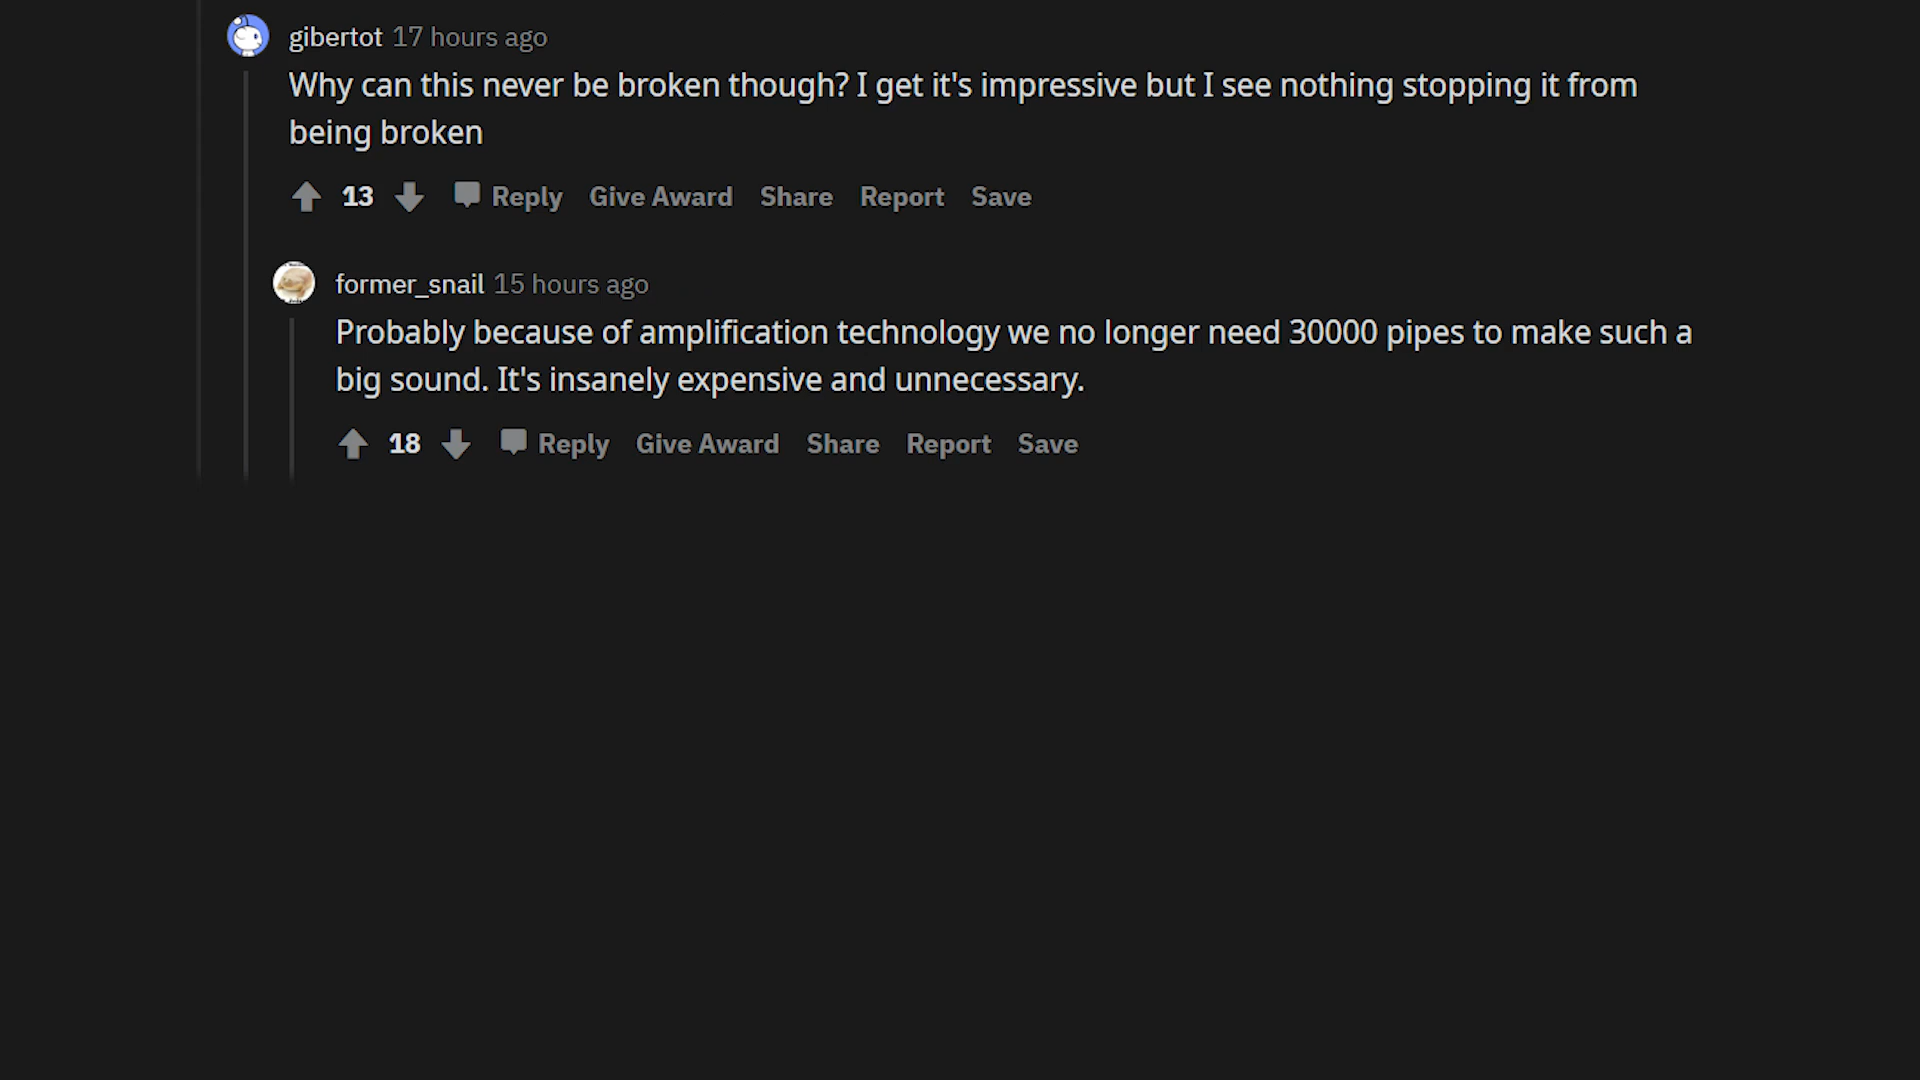 gibertot 17 hours ago
Why can this never be broken though? I get it's impressive but I see nothing stopping it from
being broken
13 Reply Give Award Share Report Save
former_snail 15 hours ago
Probably because of amplification technology we no longer need 30000 pipes to make such a
big sound. It's insanely expensive and unnecessary.
18 Reply Give Award Share Report Save